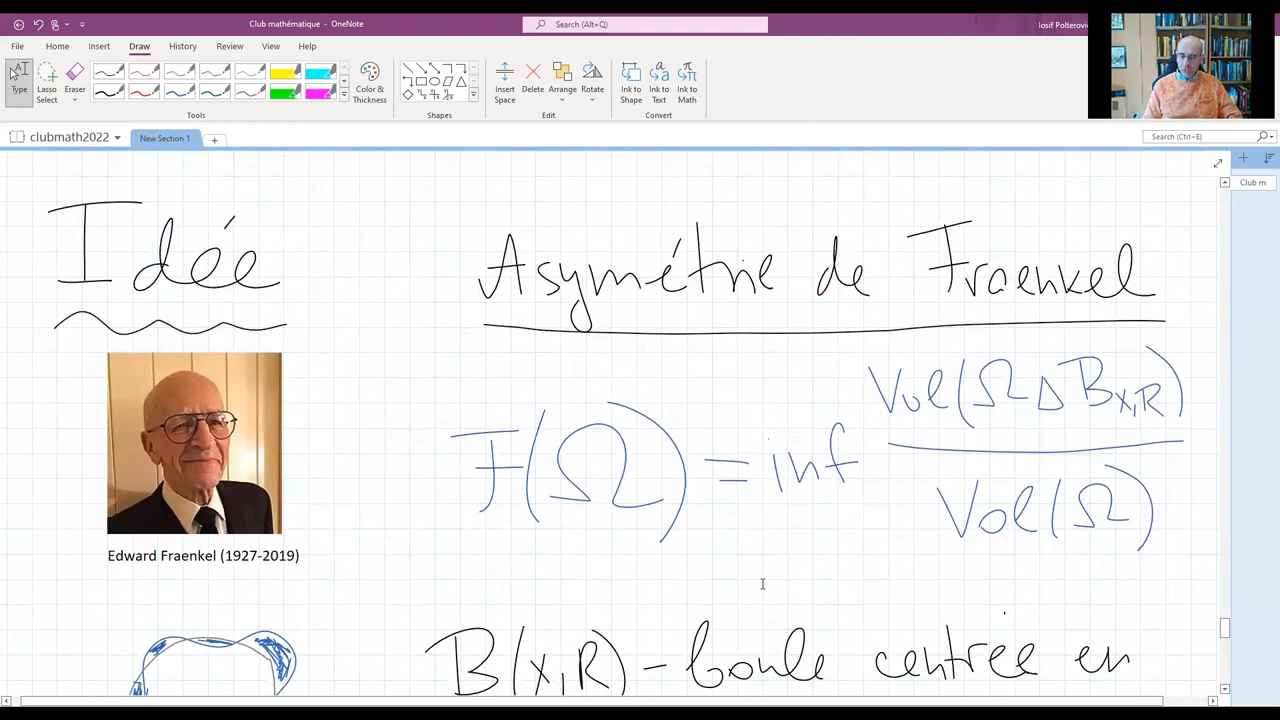 Club mathématique - OneNote
Search (Alt+Q)
Iosif Polterovic
File Home Insert Draw History Review View Help
Type
Lasso Select
Eraser
Color & Thickness
Insert Space
Delete
Arrange
Rotate
Ink to Shape
Ink to Text
Ink to Math
Tools
Shapes
Edit
Convert
clubmath2022
New Section 1
Search (Ctrl+E)
Club m
Idée
Asymétrie de Fraenkel
F(Ω) = inf Vol(Ω Δ B_{X,R}) / Vol(Ω)
Edward Fraenkel (1927-2019)
B(X,R) - boule centrée en